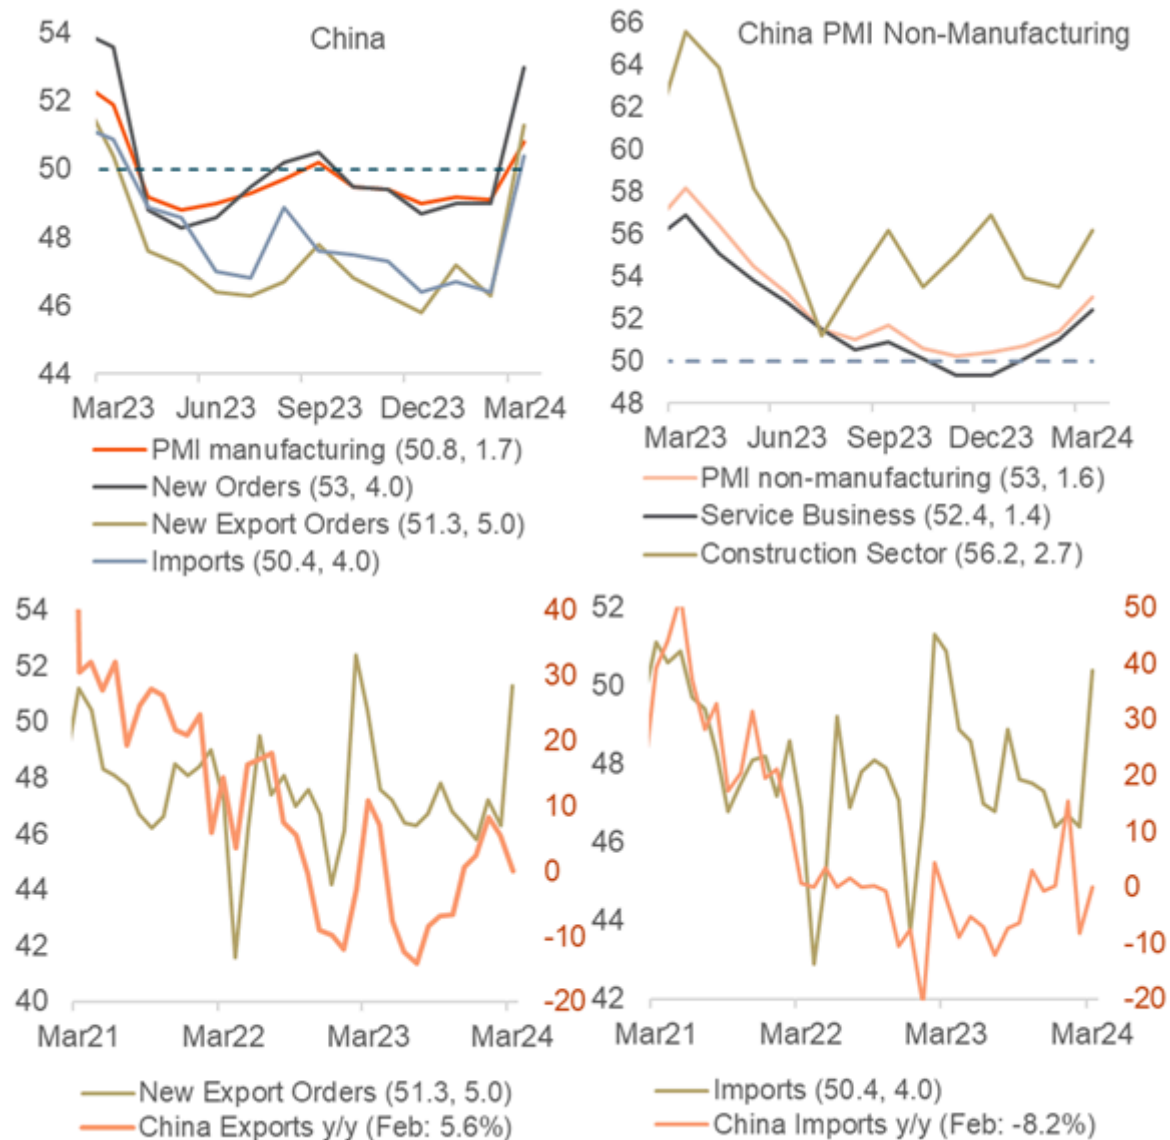 China
54
52
50
48
46
44
Mar23 Jun23 Sep23 Dec23 Mar24
PMI manufacturing (50.8, 1.7)
New Orders (53, 4.0)
New Export Orders (51.3, 5.0)
Imports (50.4, 4.0)
China PMI Non-Manufacturing
66
64
62
60
58
56
54
52
50
48
Mar23 Jun23 Sep23 Dec23 Mar24
PMI non-manufacturing (53, 1.6)
Service Business (52.4, 1.4)
Construction Sector (56.2, 2.7)
54 40
52 30
50 20
48 10
46 0
44 -10
42 -20
40
Mar21 Mar22 Mar23 Mar24
New Export Orders (51.3, 5.0)
China Exports y/y (Feb: 5.6%)
52 50
50 40
48 30
46 20
44 10
42 0
-10
-20
Mar21 Mar22 Mar23 Mar24
Imports (50.4, 4.0)
China Imports y/y (Feb: -8.2%)